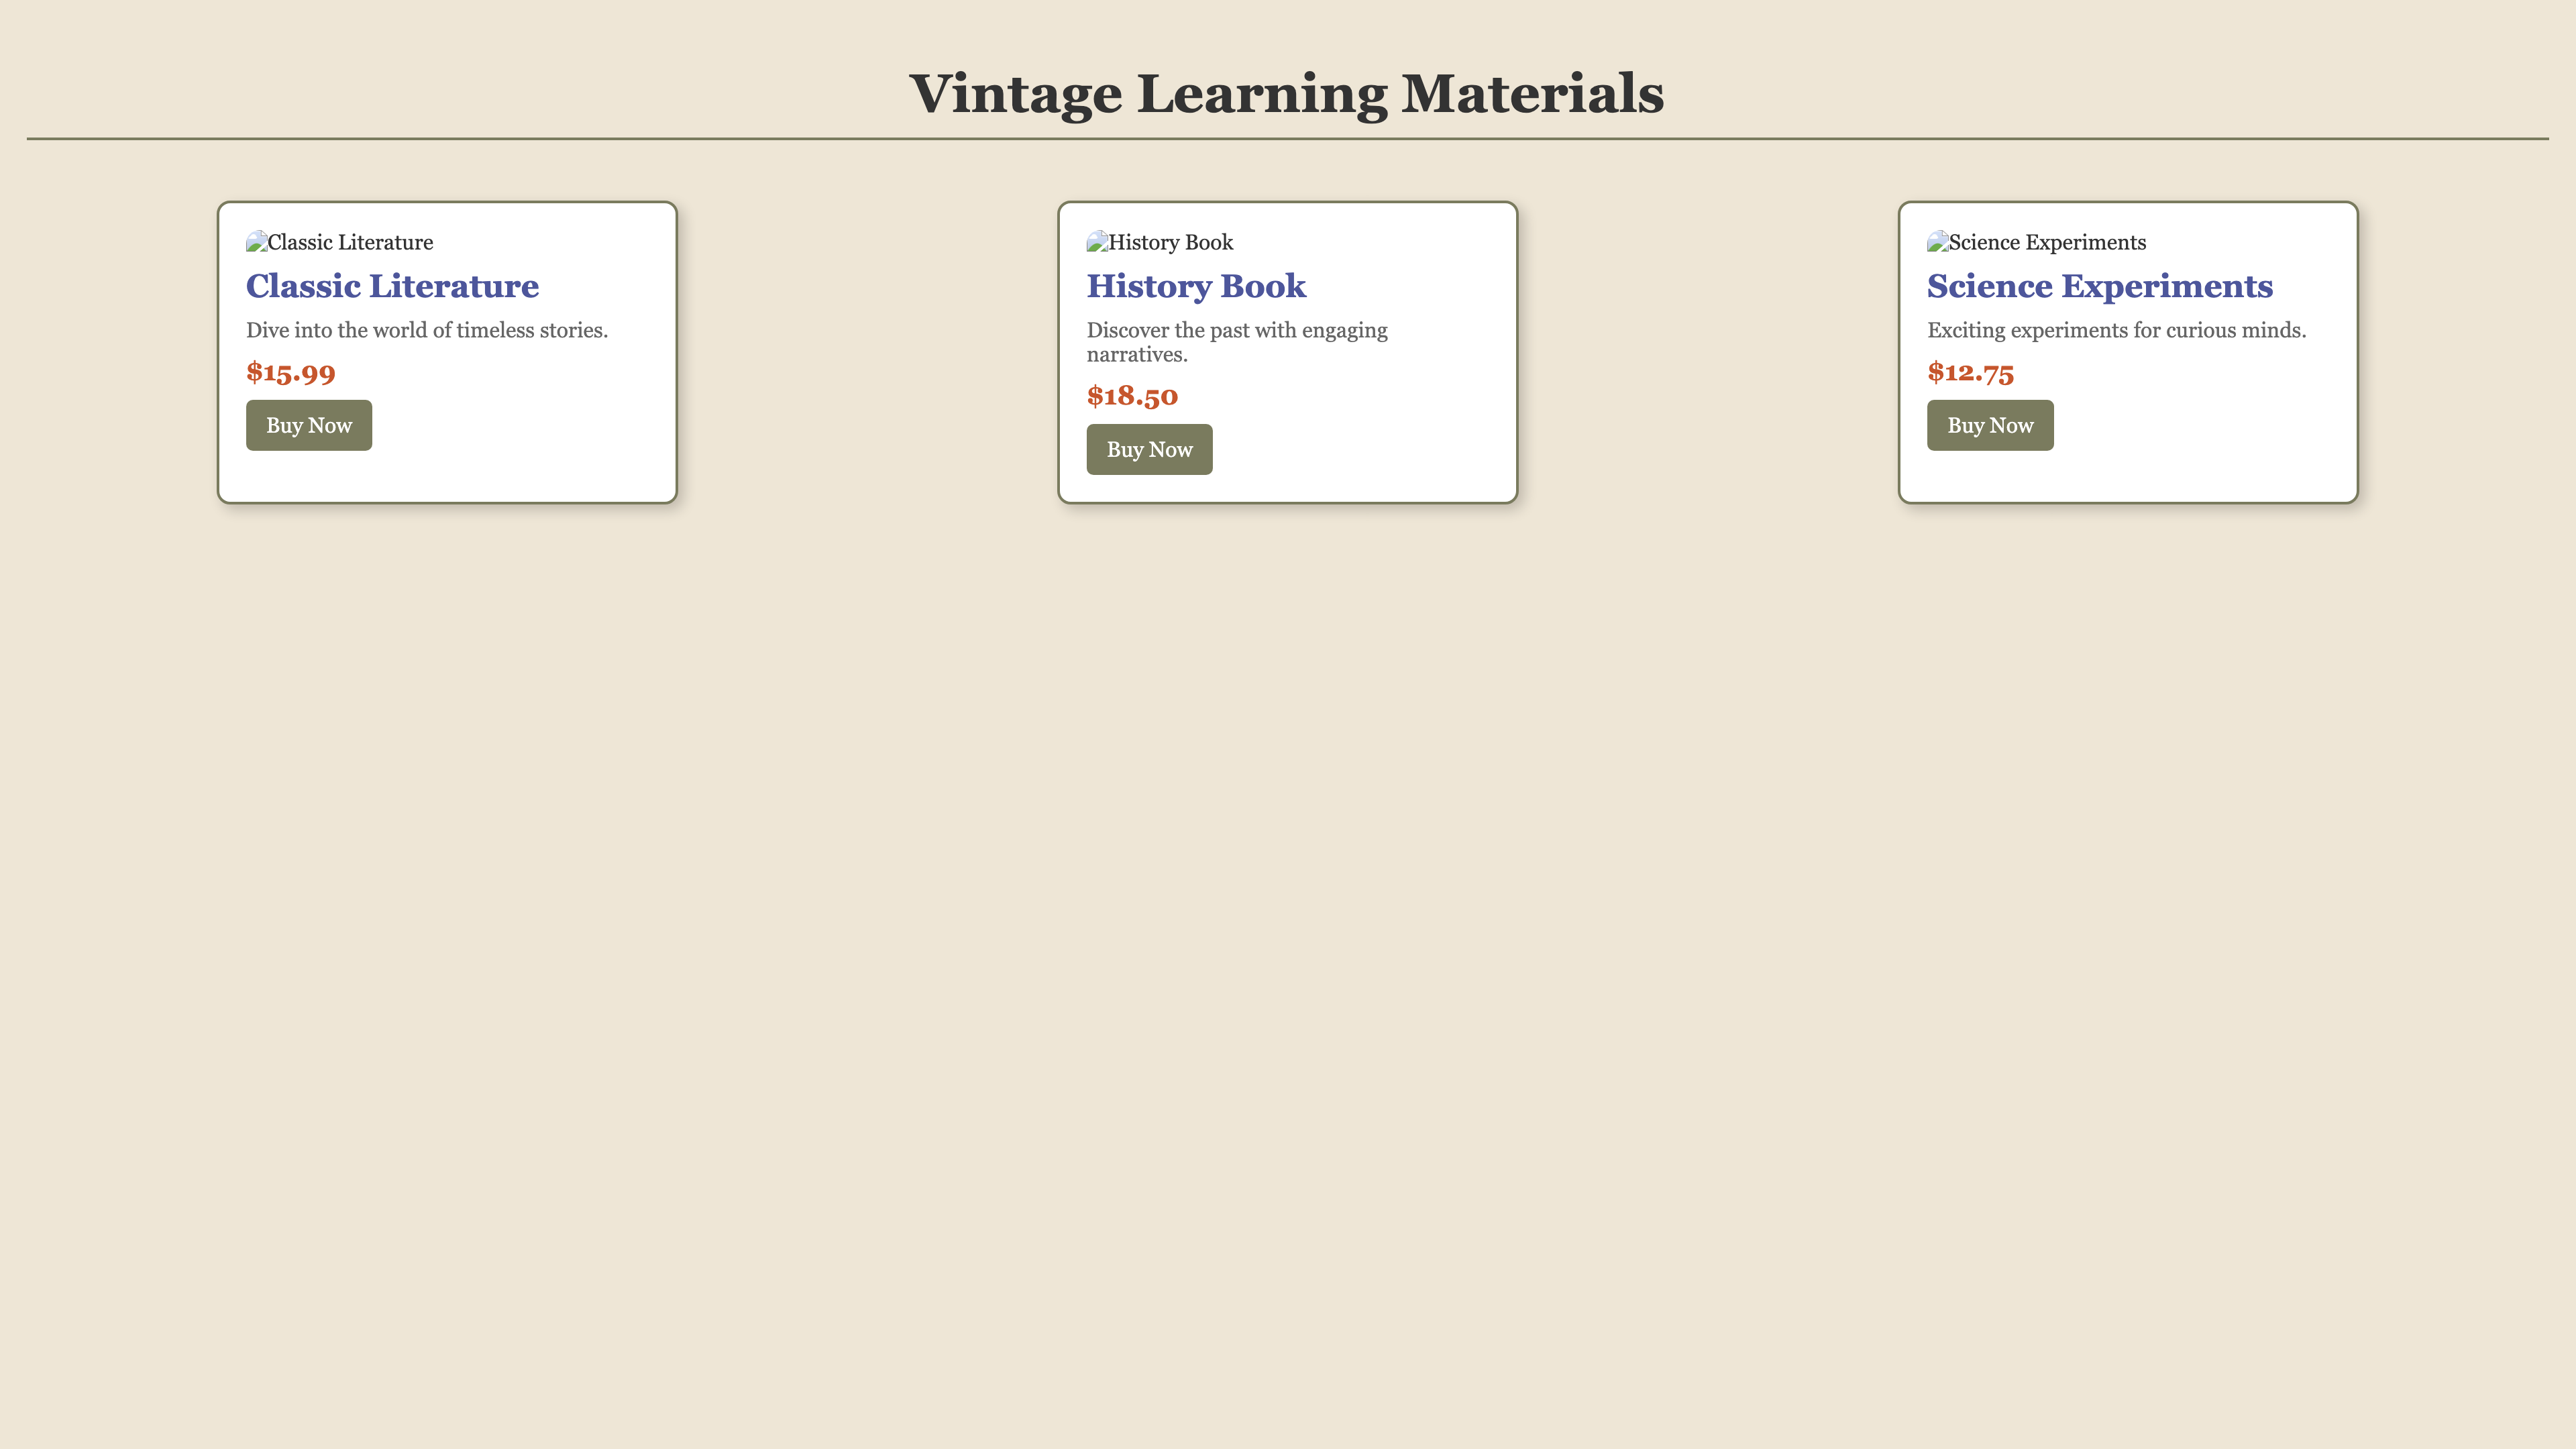 Vintage Learning Materials
Classic Literature
Classic Literature
Dive into the world of timeless stories.
$15.99
Buy Now
History Book
History Book
Discover the past with engaging
narratives.
$18.50
Buy Now
Science Experiments
Science Experiments
Exciting experiments for curious minds.
$12.75
Buy Now